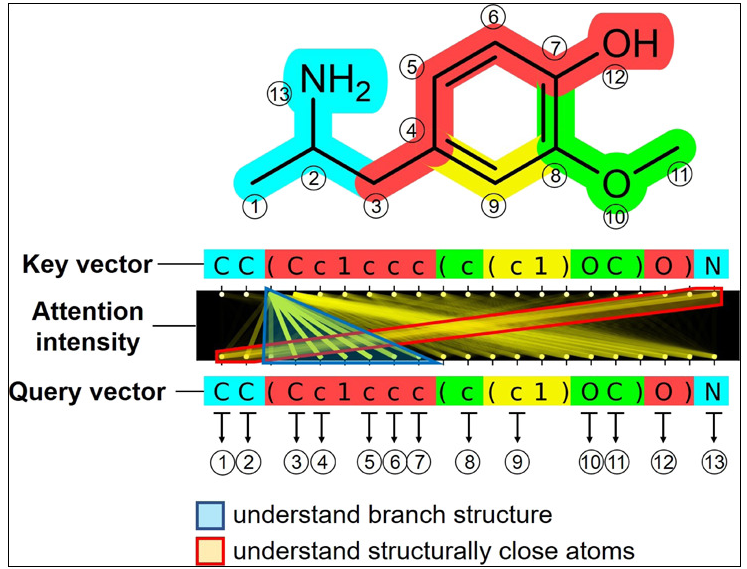 ⑥
⑦
OH
⑤
⑫
NH₂
⑬
④
①
②
③
⑧
⑨
O
⑩
⑪
Key vector
C C ( C c 1 c c c ( c ( c 1 ) O C ) O ) N
Attention
intensity
Query vector
C C ( C c 1 c c c ( c ( c 1 ) O C ) O ) N
① ② ③ ④ ⑤ ⑥ ⑦ ⑧ ⑨ ⑩ ⑪ ⑫ ⑬
understand branch structure
understand structurally close atoms